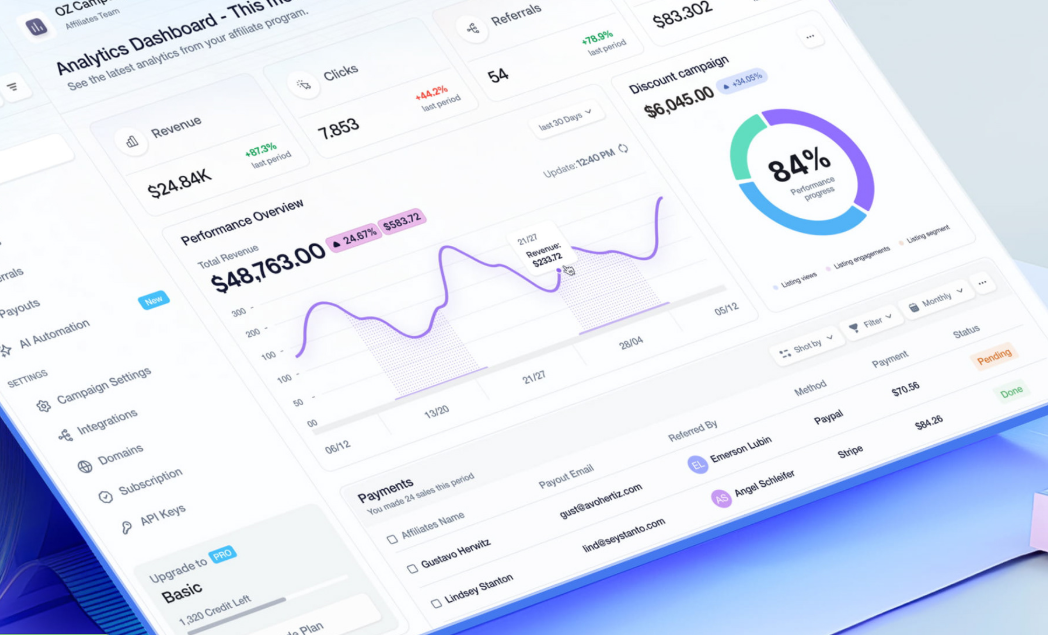 OZ Camp
Affiliates Team
Analytics Dashboard - This mo
See the latest analytics from your affiliate program.
Revenue
$24.84K
+87.3%
last period
Clicks
7.853
+44.2%
last period
Referrals
54
+78.9%
last period
$83.302
Performance Overview
Total Revenue
$48,763.00
24.67%
$583.72
last 30 Days
Update: 12:40 PM
300
200
100
100
50
00
21/27
Revenue:
$233.72
06/12
13/20
21/27
28/04
05/12
Discount campaign
$6,045.00
+34.05%
84%
Performance
progress
Listing views
Listing engagements
Listing segment
Payouts
AI Automation
New
SETTINGS
Campaign Settings
Integrations
Domains
Subscription
API Keys
Upgrade to PRO
Basic
1,320 Credit Left
Plan
Payments
You made 24 sales this period
Shot by
Filter
Monthly
Affiliates Name
Payout Email
Referred By
Method
Payment
Status
Gustavo Herwitz
gust@avohertiz.com
EL
Emerson Lubin
Paypal
$70.56
Pending
Lindsey Stanton
lind@seystanto.com
AS
Angel Schleifer
Stripe
$84.26
Done